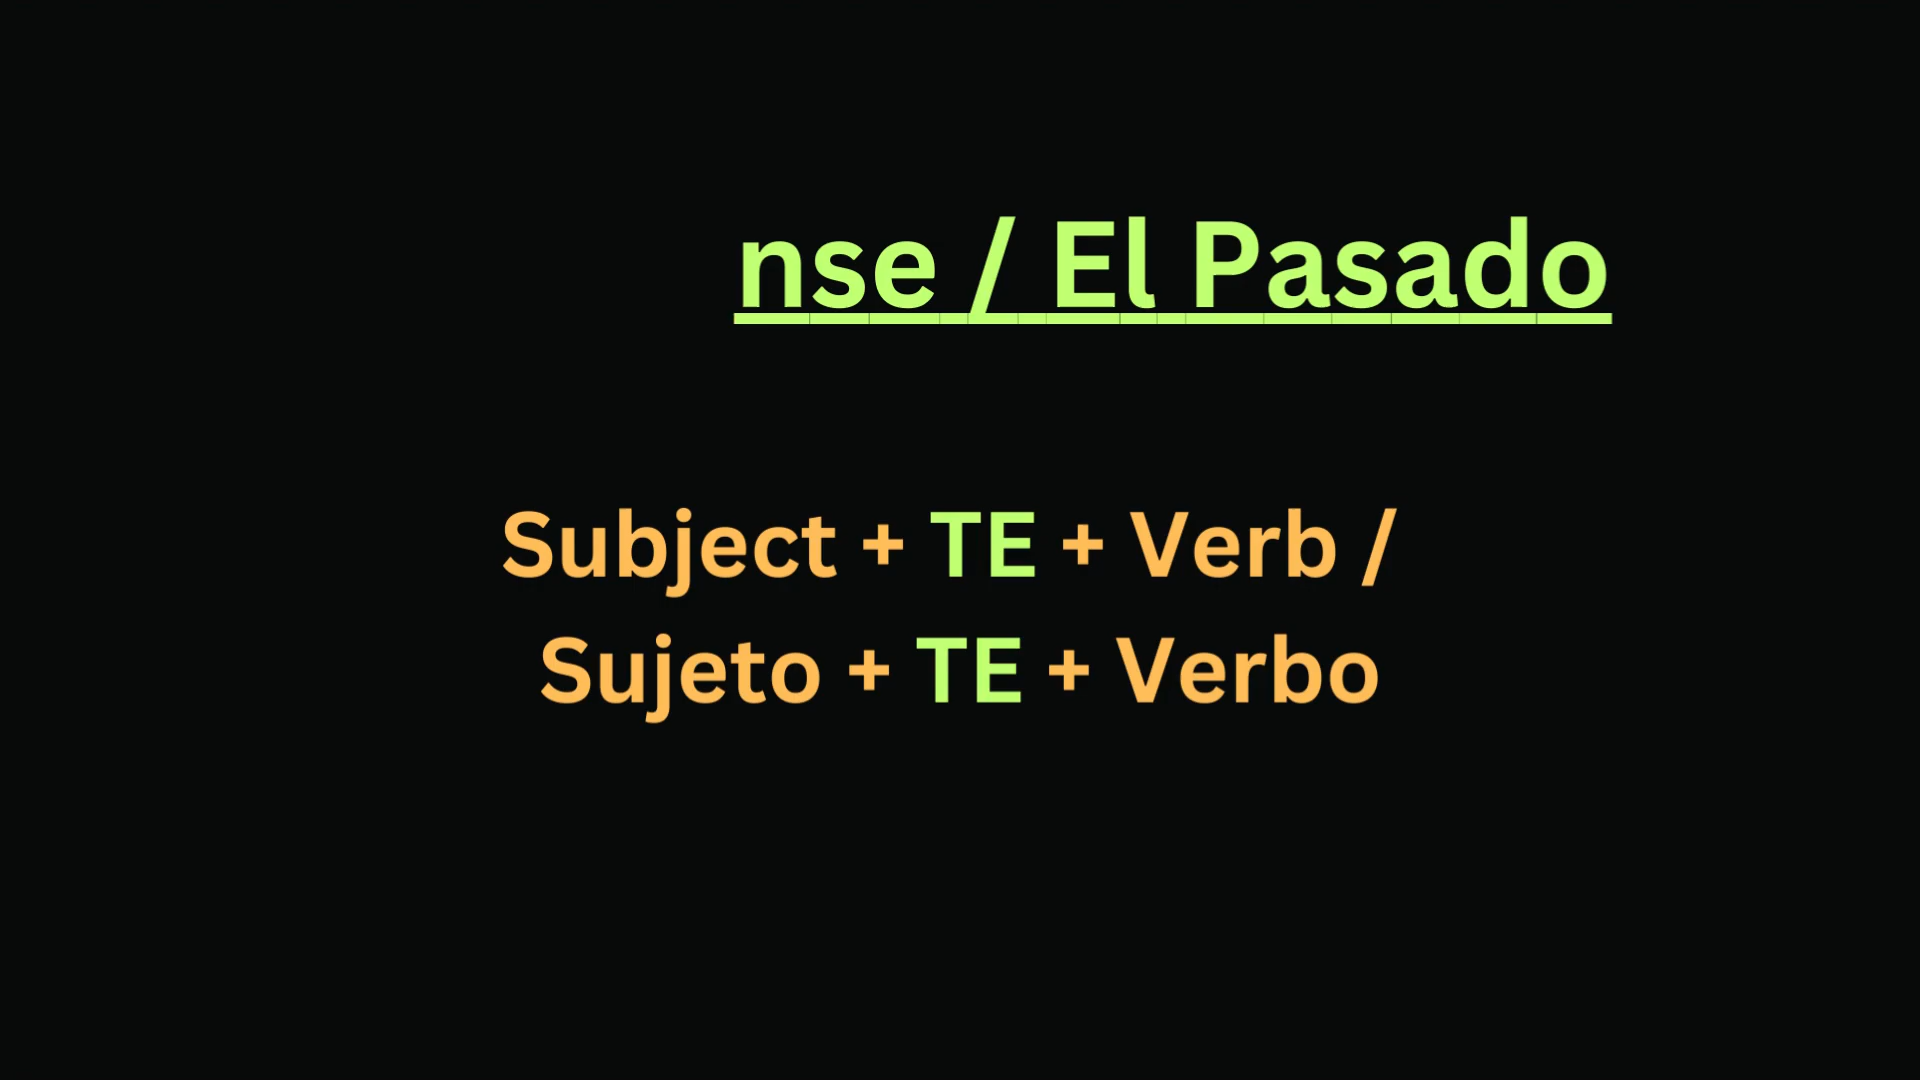 nse / El Pasado
Subject + TE + Verb /
Sujeto + TE + Verbo